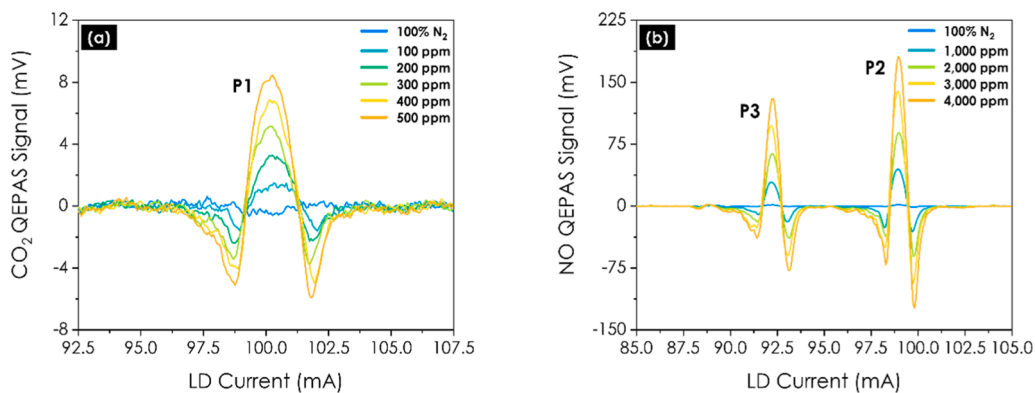 (a)
CO₂ QEPAS Signal (mV)
12
8
4
0
-4
-8
P1
100% N₂
100 ppm
200 ppm
300 ppm
400 ppm
500 ppm
92.5 95.0 97.5 100.0 102.5 105.0 107.5
LD Current (mA)
(b)
NO QEPAS Signal (mV)
225
150
75
0
-75
-150
P3
P2
100% N₂
1,000 ppm
2,000 ppm
3,000 ppm
4,000 ppm
85.0 87.5 90.0 92.5 95.0 97.5 100.0 102.5 105.0
LD Current (mA)